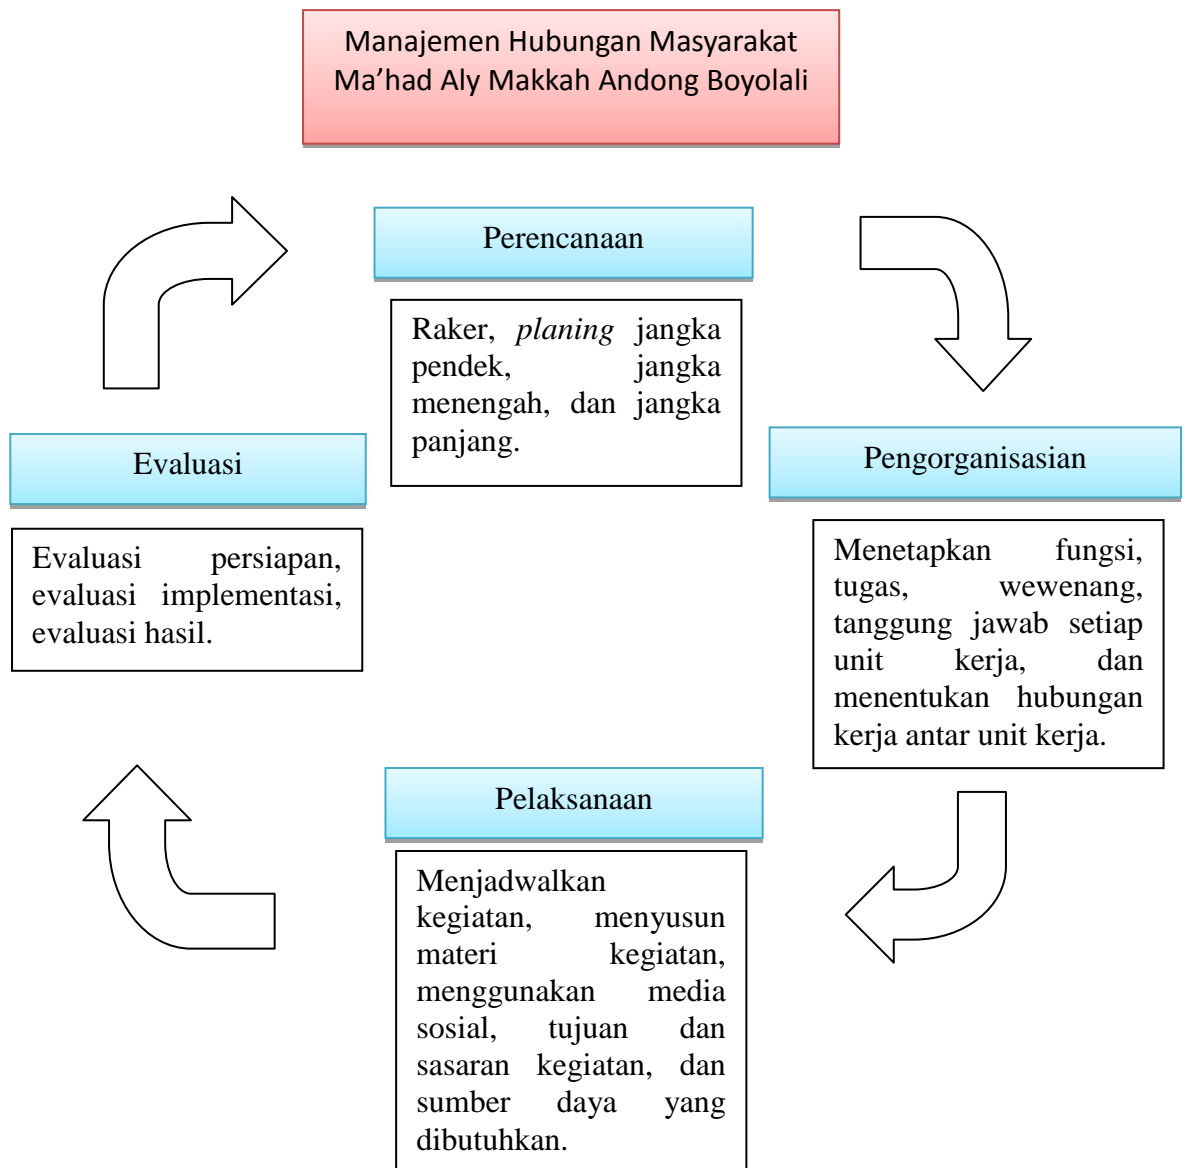 Manajemen Hubungan Masyarakat
Ma’had Aly Makkah Andong Boyolali
Perencanaan
Raker, planing jangka
pendek, jangka
menengah, dan jangka
panjang.
Evaluasi
Evaluasi persiapan,
evaluasi implementasi,
evaluasi hasil.
Pengorganisasian
Menetapkan fungsi,
tugas, wewenang,
tanggung jawab setiap
unit kerja, dan
menentukan hubungan
kerja antar unit kerja.
Pelaksanaan
Menjadwalkan
kegiatan, menyusun
materi kegiatan,
menggunakan media
sosial, tujuan dan
sasaran kegiatan, dan
sumber daya yang
dibutuhkan.